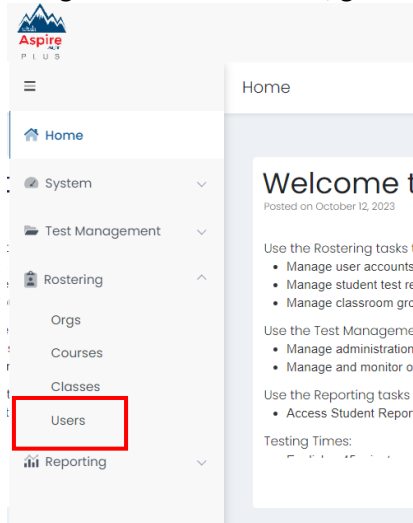 Aspire
PLUS
Home
Home
System
Test Management
Rostering
Orgs
Courses
Classes
Users
Reporting
Welcome t
Posted on October 12, 2023
Use the Rostering tasks
Manage user accounts
Manage student test re
Manage classroom gro
Use the Test Manageme
Manage administration
Manage and monitor o
Use the Reporting tasks
Access Student Repor
Testing Times: